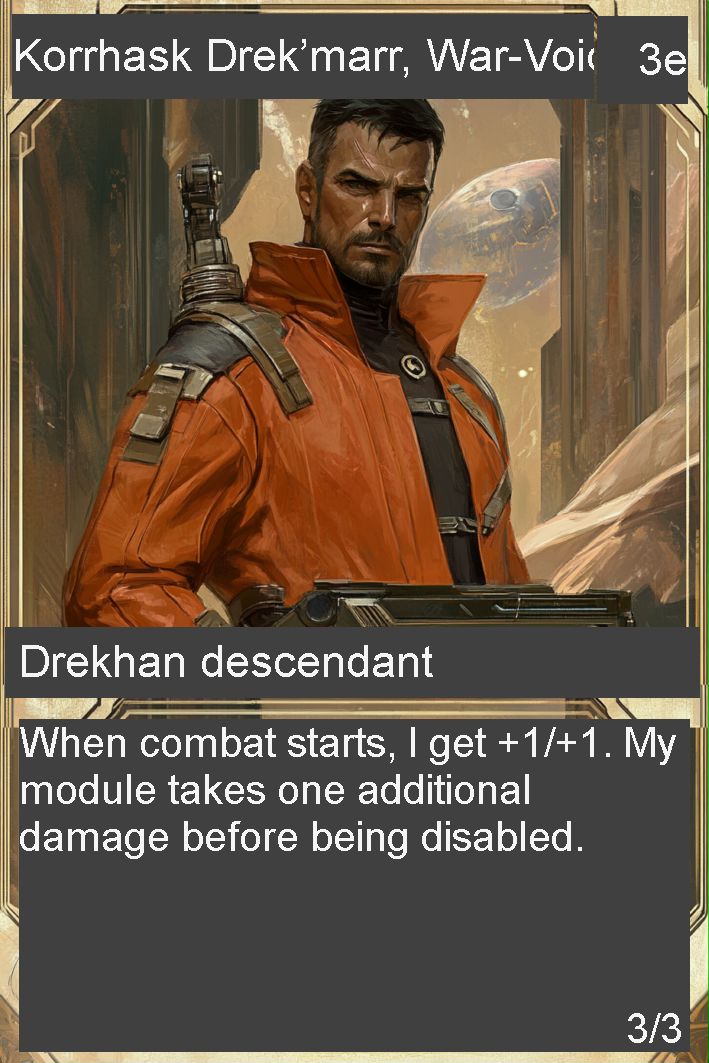 Korrhask Drek’marr, War-Voic
3e
Drekhan descendant
When combat starts, I get +1/+1. My
module takes one additional
damage before being disabled.
3/3